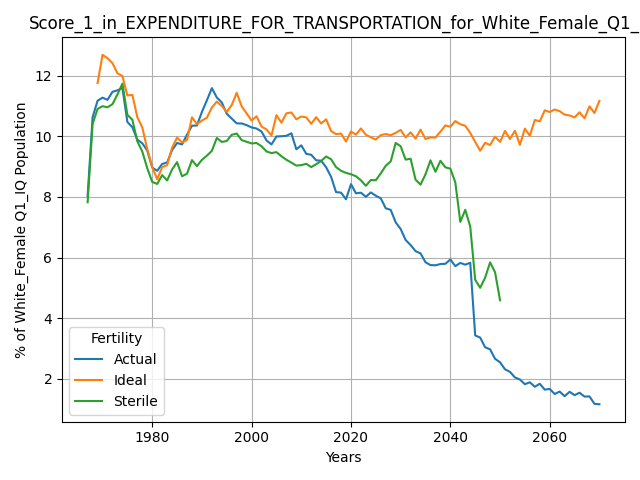 Score_1_in_EXPENDITURE_FOR_TRANSPORTATION_for_White_Female_Q1_
% of White_Female Q1_IQ Population
12
10
8
6
4
2
Fertility
Actual
Ideal
Sterile
1980 2000 2020 2040 2060
Years